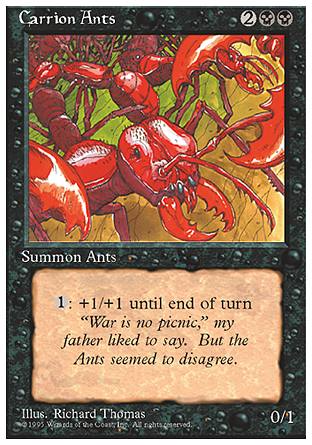 Carrion Ants 2
Summon Ants
1: +1/+1 until end of turn
"War is no picnic," my
father liked to say. But the
Ants seemed to disagree.
Illus. Richard Thomas
©1995 Wizards of the Coast, Inc. All rights reserved.
0/1